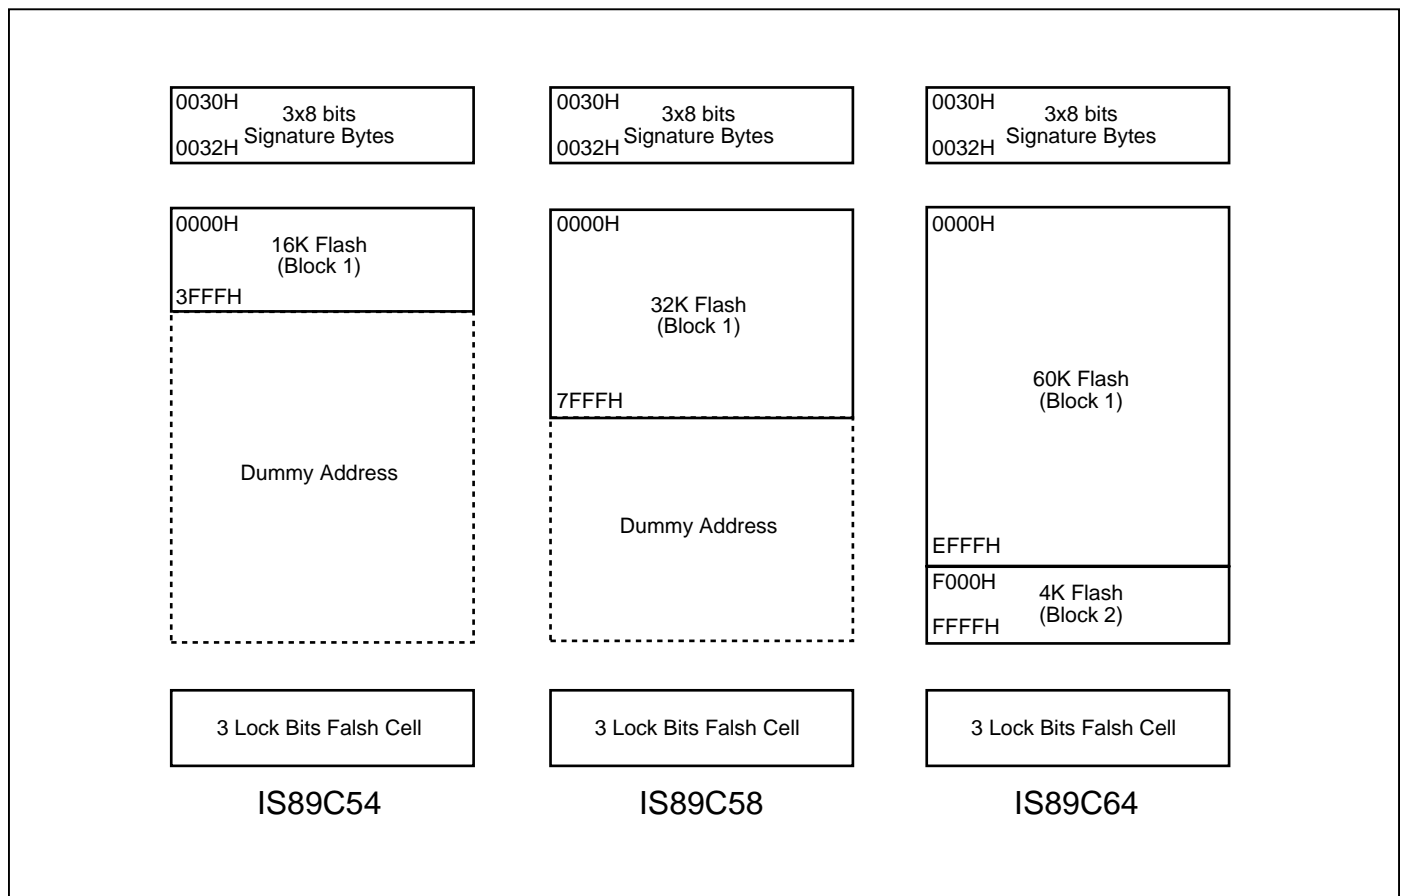 0030H
3x8 bits
Signature Bytes
0032H
0000H
16K Flash
(Block 1)
3FFFH
Dummy Address
3 Lock Bits Falsh Cell
IS89C54
0030H
3x8 bits
Signature Bytes
0032H
0000H
32K Flash
(Block 1)
7FFFH
Dummy Address
3 Lock Bits Falsh Cell
IS89C58
0030H
3x8 bits
Signature Bytes
0032H
0000H
60K Flash
(Block 1)
EFFFH
F000H
4K Flash
(Block 2)
FFFFH
3 Lock Bits Falsh Cell
IS89C64